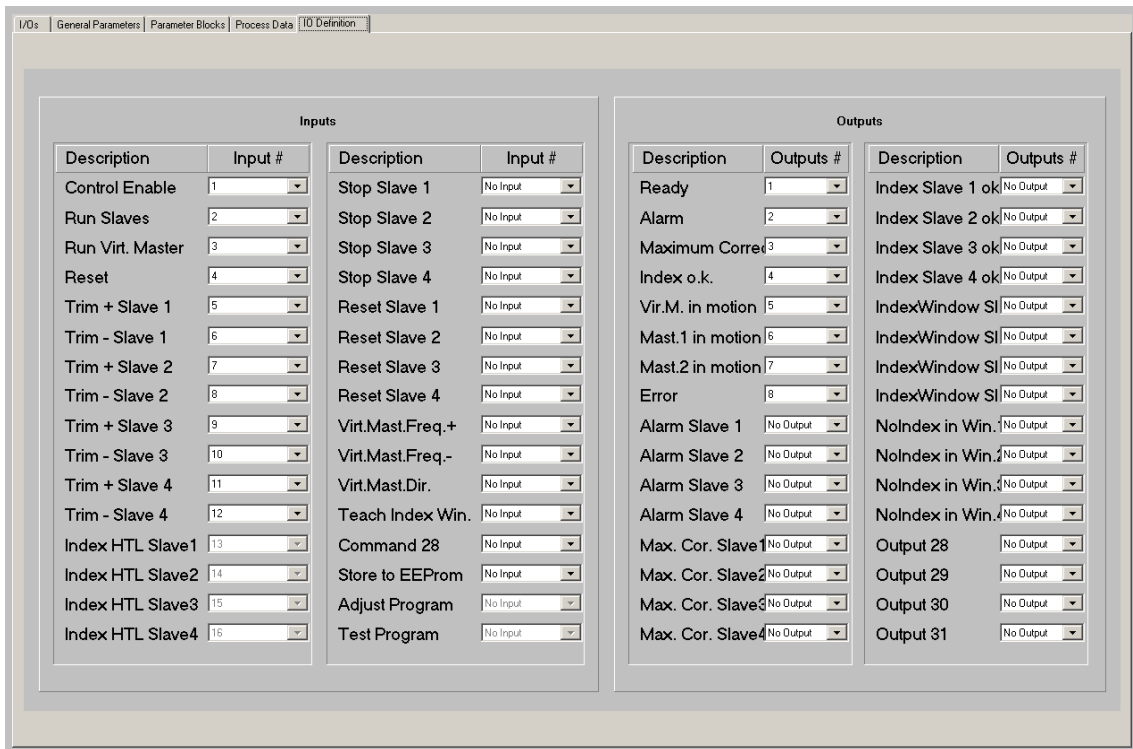 I/Os General Parameters Parameter Blocks Process Data IO Definition
Inputs
Description Input #
Control Enable 1
Run Slaves 2
Run Virt. Master 3
Reset 4
Trim + Slave 1 5
Trim - Slave 1 6
Trim + Slave 2 7
Trim - Slave 2 8
Trim + Slave 3 9
Trim - Slave 3 10
Trim + Slave 4 11
Trim - Slave 4 12
Index HTL Slave1 13
Index HTL Slave2 14
Index HTL Slave3 15
Index HTL Slave4 16
Description Input #
Stop Slave 1 No Input
Stop Slave 2 No Input
Stop Slave 3 No Input
Stop Slave 4 No Input
Reset Slave 1 No Input
Reset Slave 2 No Input
Reset Slave 3 No Input
Reset Slave 4 No Input
Virt.Mast.Freq.+ No Input
Virt.Mast.Freq.- No Input
Virt.Mast.Dir. No Input
Teach Index Win. No Input
Command 28 No Input
Store to EEProm No Input
Adjust Program No Input
Test Program No Input
Outputs
Description Outputs #
Ready 1
Alarm 2
Maximum Correc 3
Index o.k. 4
Vir.M. in motion 5
Mast.1 in motion 6
Mast.2 in motion 7
Error 8
Alarm Slave 1 No Output
Alarm Slave 2 No Output
Alarm Slave 3 No Output
Alarm Slave 4 No Output
Max. Cor. Slave1 No Output
Max. Cor. Slave2 No Output
Max. Cor. Slave3 No Output
Max. Cor. Slave4 No Output
Description Outputs #
Index Slave 1 ok No Output
Index Slave 2 ok No Output
Index Slave 3 ok No Output
Index Slave 4 ok No Output
IndexWindow Sl No Output
IndexWindow Sl No Output
IndexWindow Sl No Output
IndexWindow Sl No Output
NoIndex in Win.1 No Output
NoIndex in Win.2 No Output
NoIndex in Win.3 No Output
NoIndex in Win.4 No Output
Output 28 No Output
Output 29 No Output
Output 30 No Output
Output 31 No Output